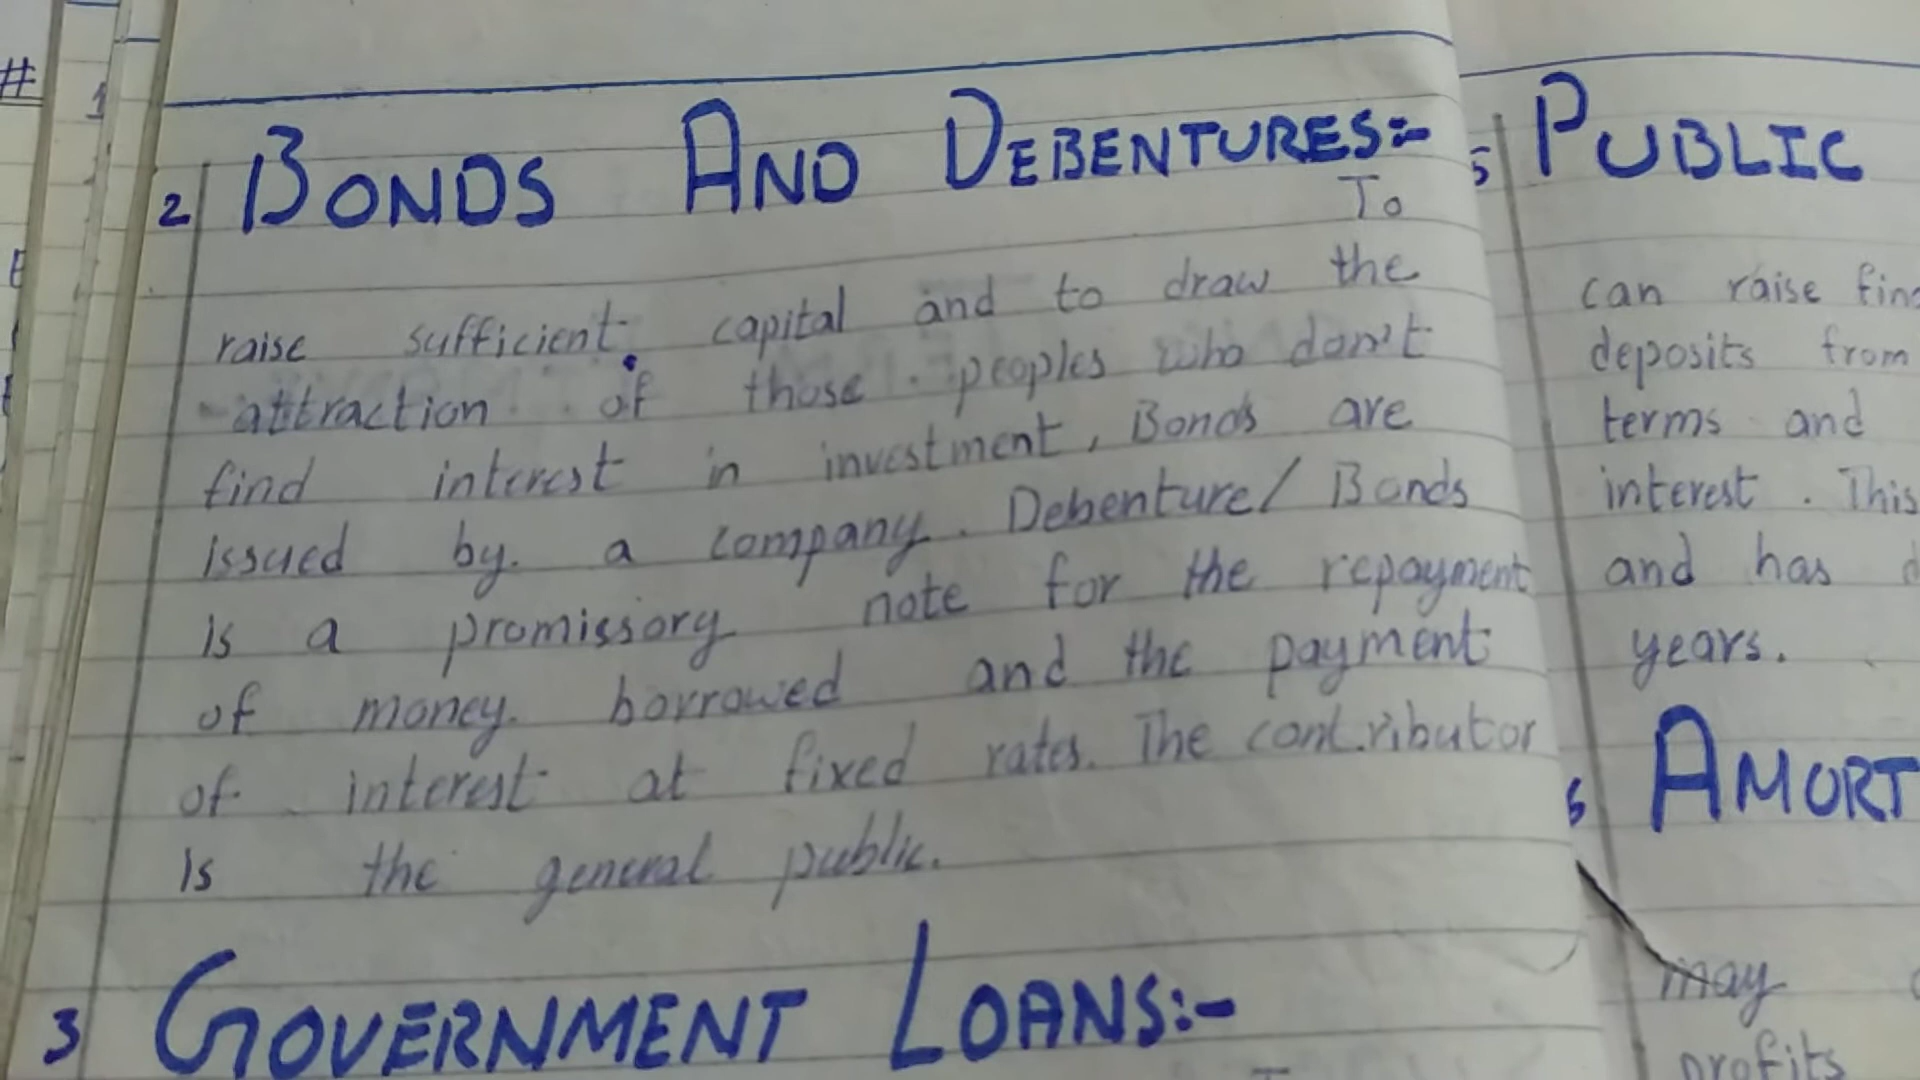 2 BONDS AND DEBENTURES:-
To
raise sufficient capital and to draw the
attraction of those peoples who don't
find interest in investment, Bonds are
issued by a company. Debenture/ Bonds
is a promissory note for the repayment
of money borrowed and the payment
of interest at fixed rates. The contributor
is the general public.
3 GOVERNMENT LOANS:-
5 PUBLIC
can raise
deposits from
terms and
interest. This
and has
years.
6 AMORT
may
profits
#
1